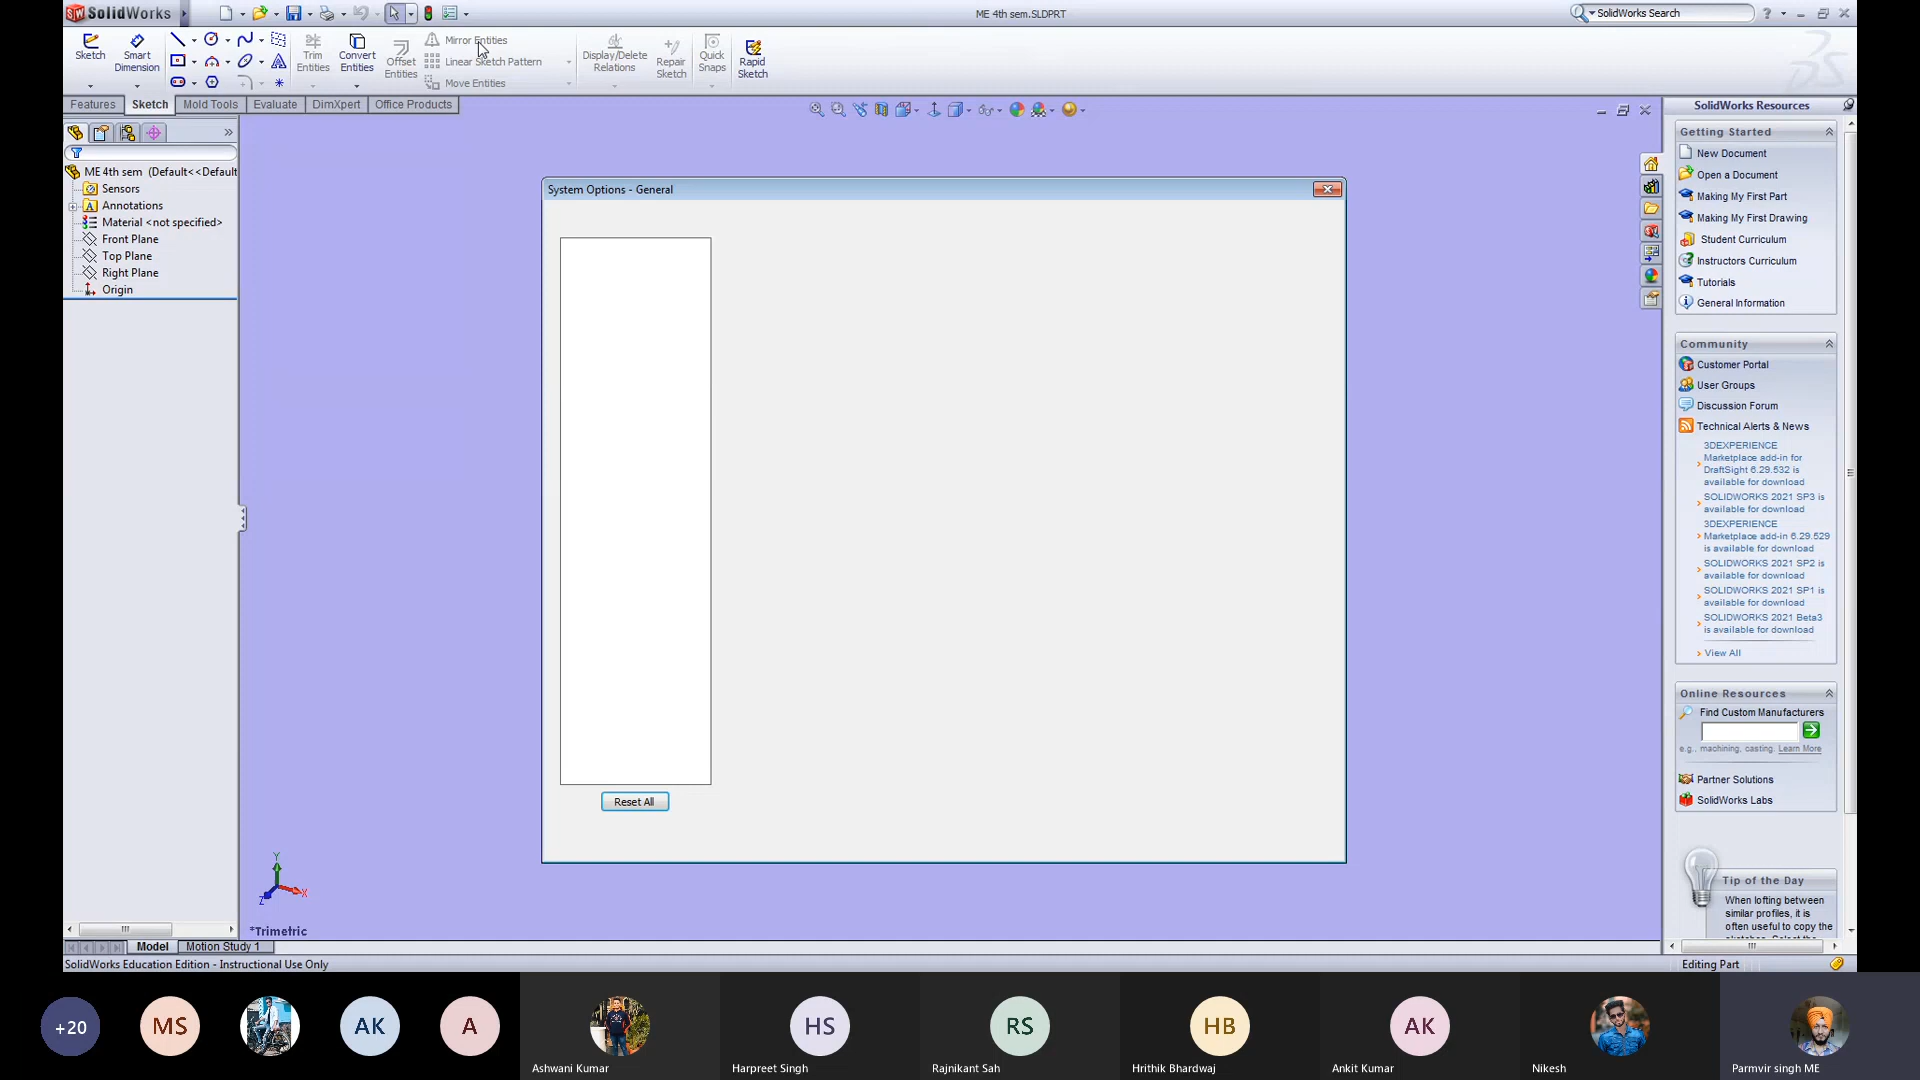 SolidWorks
ME 4th sem.SLDPRT
SolidWorks Search
Sketch
Smart
Dimension
Trim
Entities
Convert
Entities
Offset
Entities
Mirror Entities
Linear Sketch Pattern
Move Entities
Display/Delete
Relations
Repair
Sketch
Quick
Snaps
Rapid
Sketch
Features
Sketch
Mold Tools
Evaluate
DimXpert
Office Products
ME 4th sem (Default<<Default
Sensors
Annotations
Material <not specified>
Front Plane
Top Plane
Right Plane
Origin
System Options - General
Reset All
Y
X
Z
*Trimetric
SolidWorks Resources
Getting Started
New Document
Open a Document
Making My First Part
Making My First Drawing
Student Curriculum
Instructors Curriculum
Tutorials
General Information
Community
Customer Portal
User Groups
Discussion Forum
Technical Alerts & News
3DEXPERIENCE
Marketplace add-in for
DraftSight 6.29.532 is
available for download
SOLIDWORKS 2021 SP3 is
available for download
3DEXPERIENCE
Marketplace add-in 6.29.529
is available for download
SOLIDWORKS 2021 SP2 is
available for download
SOLIDWORKS 2021 SP1 is
available for download
SOLIDWORKS 2021 Beta3
is available for download
View All
Online Resources
Find Custom Manufacturers
e.g., machining, casting. Learn More
Partner Solutions
SolidWorks Labs
Tip of the Day
When lofting between
similar profiles, it is
often useful to copy the
Model
Motion Study 1
SolidWorks Education Edition - Instructional Use Only
Editing Part
+20
MS
AK
A
HS
RS
HB
AK
Ashwani Kumar
Harpreet Singh
Rajnikant Sah
Hrithik Bhardwaj
Ankit Kumar
Nikesh
Parmvir singh ME